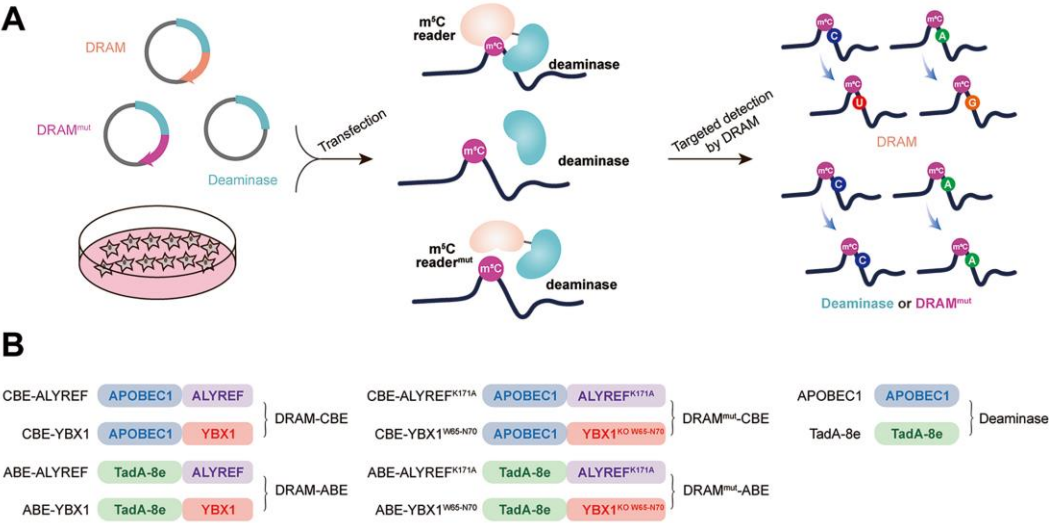 A
DRAM
DRAMmut
Deaminase
Transfection
m⁵C
reader
m⁵C
deaminase
m⁵C
deaminase
m⁵C
readermut
m⁵C
deaminase
Targeted detection
by DRAM
m⁵C
C
m⁵C
A
m⁵C
U
m⁵C
G
DRAM
m⁵C
C
m⁵C
A
m⁵C
C
m⁵C
A
Deaminase or DRAMmut
B
CBE-ALYREF APOBEC1 ALYREF
CBE-YBX1 APOBEC1 YBX1
DRAM-CBE
ABE-ALYREF TadA-8e ALYREF
ABE-YBX1 TadA-8e YBX1
DRAM-ABE
CBE-ALYREFK171A APOBEC1 ALYREFK171A
CBE-YBX1W65-N70 APOBEC1 YBX1KO W65-N70
DRAMmut-CBE
ABE-ALYREFK171A TadA-8e ALYREFK171A
ABE-YBX1W65-N70 TadA-8e YBX1KO W65-N70
DRAMmut-ABE
APOBEC1 APOBEC1
TadA-8e TadA-8e
Deaminase